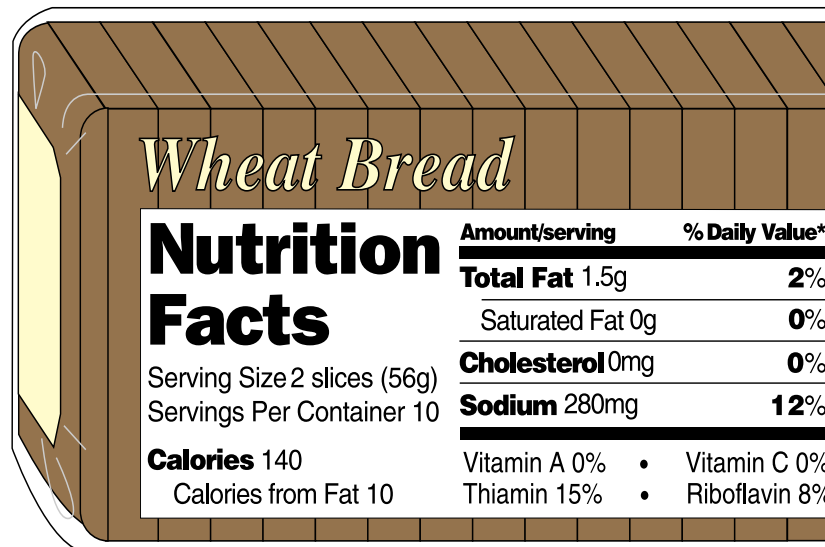 Wheat Bread
Nutrition
Facts
Serving Size 2 slices (56g)
Servings Per Container 10
Calories 140
Calories from Fat 10
Amount/serving % Daily Value*
Total Fat 1.5g 2%
Saturated Fat 0g 0%
Cholesterol 0mg 0%
Sodium 280mg 12%
Vitamin A 0% • Vitamin C 0%
Thiamin 15% • Riboflavin 8%